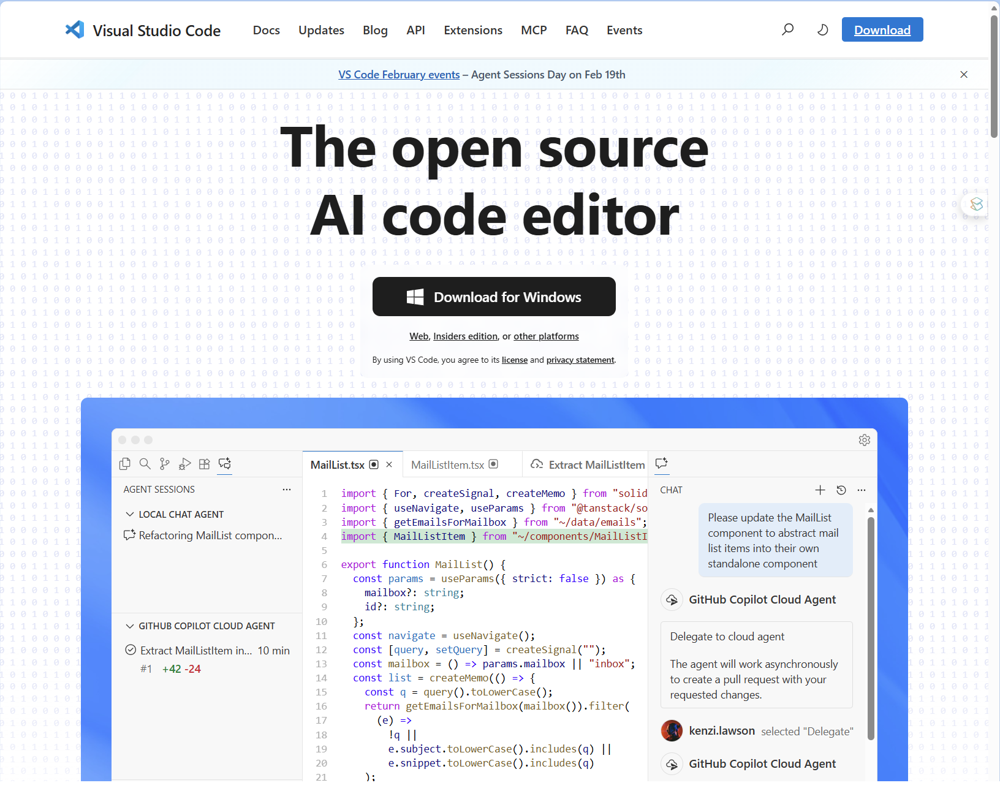 Visual Studio Code
Docs Updates Blog API Extensions MCP FAQ Events
Download
VS Code February events – Agent Sessions Day on Feb 19th
The open source
AI code editor
Download for Windows
Web, Insiders edition, or other platforms
By using VS Code, you agree to its license and privacy statement.
AGENT SESSIONS
LOCAL CHAT AGENT
Refactoring MailList compon...
GITHUB COPILOT CLOUD AGENT
Extract MailListItem in... 10 min
#1 +42 -24
MailList.tsx
MailListItem.tsx
Extract MailListItem
1 import { For, createSignal, createMemo } from "solid
2 import { useNavigate, useParams } from "@tanstack/so
3 import { getEmailsForMailbox } from "~/data/emails";
4 import { MailListItem } from "~/components/MailListI
5
6 export function MailList() {
7 const params = useParams({ strict: false }) as {
8 mailbox?: string;
9 id?: string;
10 };
11 const navigate = useNavigate();
12 const [query, setQuery] = createSignal("");
13 const mailbox = () => params.mailbox || "inbox";
14 const list = createMemo(() => {
15 const q = query().toLowerCase();
16 return getEmailsForMailbox(mailbox()).filter(
17 (e) =>
18 !q ||
19 e.subject.toLowerCase().includes(q) ||
20 e.snippet.toLowerCase().includes(q)
21 );
CHAT
Please update the MailList
component to abstract mail
list items into their own
standalone component
GitHub Copilot Cloud Agent
Delegate to cloud agent
The agent will work asynchronously
to create a pull request with your
requested changes.
kenzi.lawson selected "Delegate"
GitHub Copilot Cloud Agent